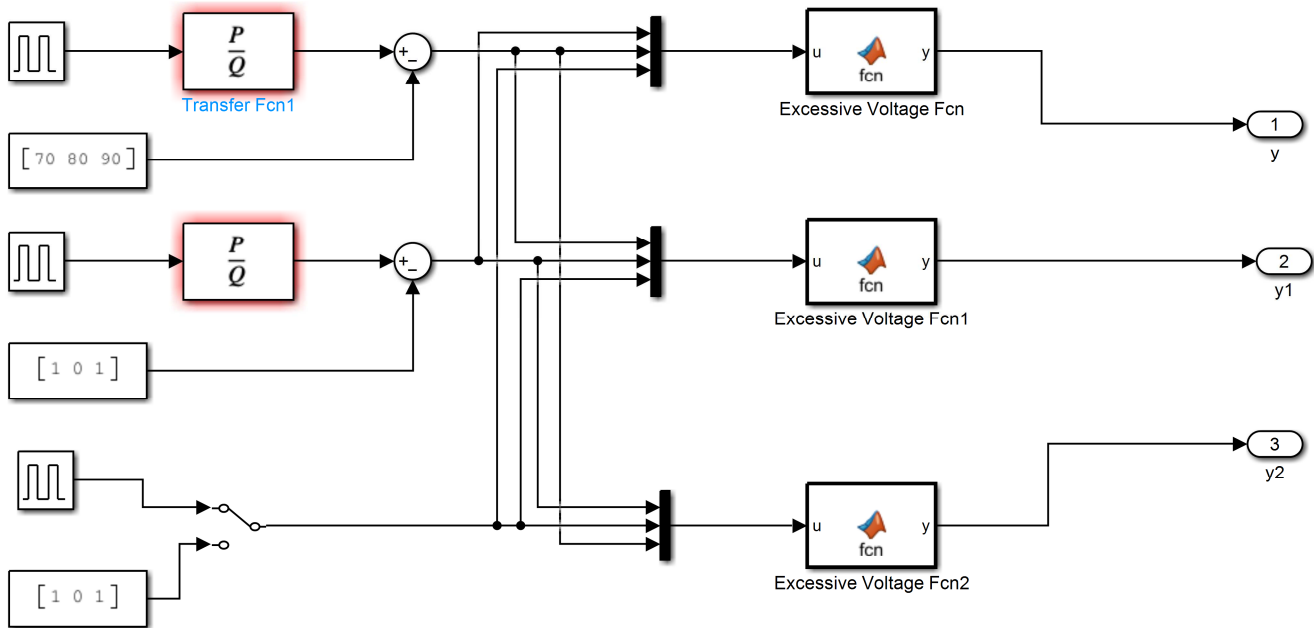 P
Q
Transfer Fcn1
+
−
u
y
fcn
Excessive Voltage Fcn
1
y
[70 80 90]
P
Q
+
−
u
y
fcn
Excessive Voltage Fcn1
2
y1
[1 0 1]
3
y2
u
y
fcn
Excessive Voltage Fcn2
[1 0 1]